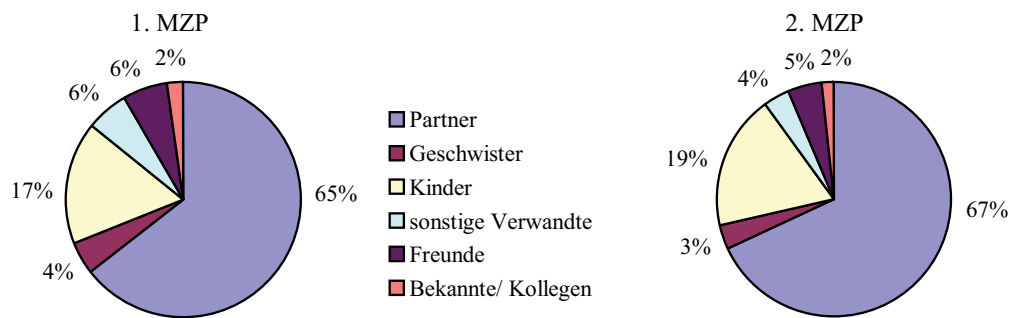 1. MZP
2%
6%
6%
17%
4%
65%
Partner
Geschwister
Kinder
sonstige Verwandte
Freunde
Bekannte/ Kollegen
2. MZP
2%
5%
4%
19%
3%
67%